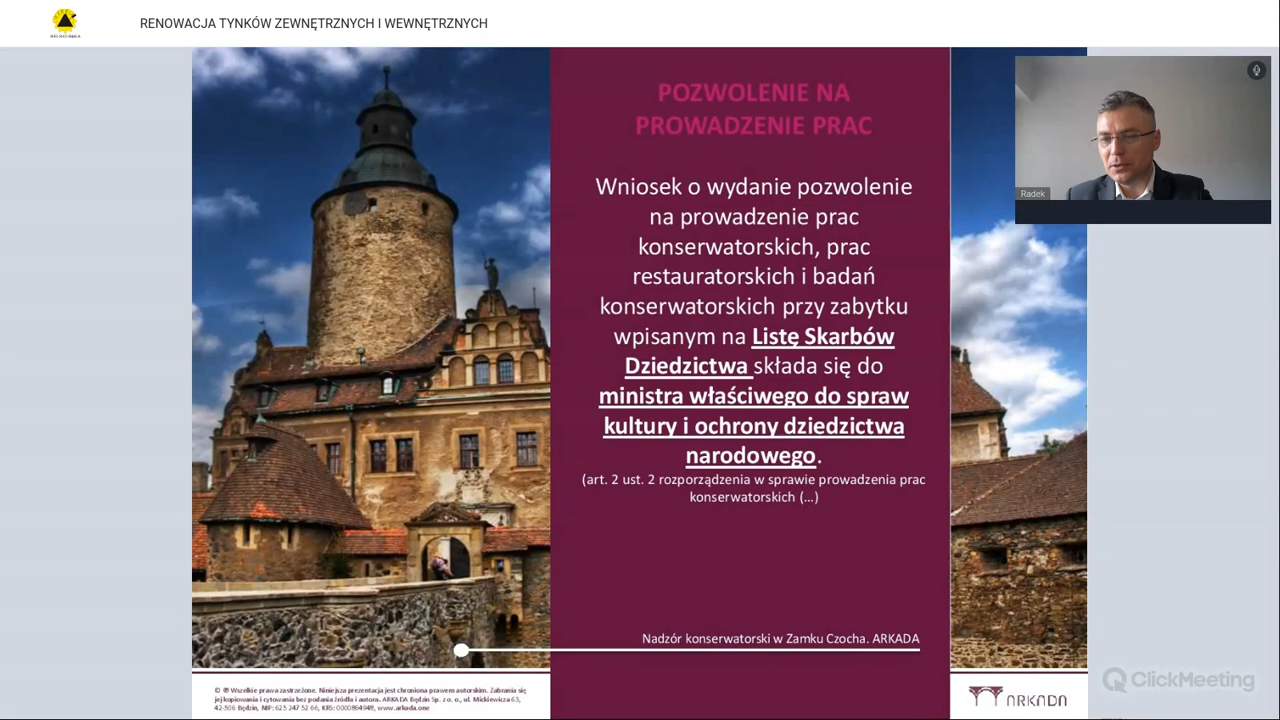 RENOWACJA TYNKÓW ZEWNĘTRZNYCH I WEWNĘTRZNYCH
POZWOLENIE NA
PROWADZENIE PRAC
Radek
Wniosek o wydanie pozwolenie
na prowadzenie prac
konserwatorskich, prac
restauratorskich i badań
konserwatorskich przy zabytku
wpisanym na Listę Skarbów
Dziedzictwa składa się do
ministra właściwego do spraw
kultury i ochrony dziedzictwa
narodowego.
(art. 2 ust. 2 rozporządzenia w sprawie prowadzenia prac
konserwatorskich (...)
Nadzór konserwatorski w Zamku Czocha. ARKADA
© ℗ Wszelkie prawa zastrzeżone. Niniejsza prezentacja jest chroniona prawem autorskim. Zabrania się
jej kopiowania i cytowania bez podania źródła i autora. ARKADA Będzin Sp. z o. o., ul. Mickiewicza 63,
42-506 Będzin, NIP: 625 247 52 66, KRS: 0000864948, www.arkada.one
ARKADA
ClickMeeting